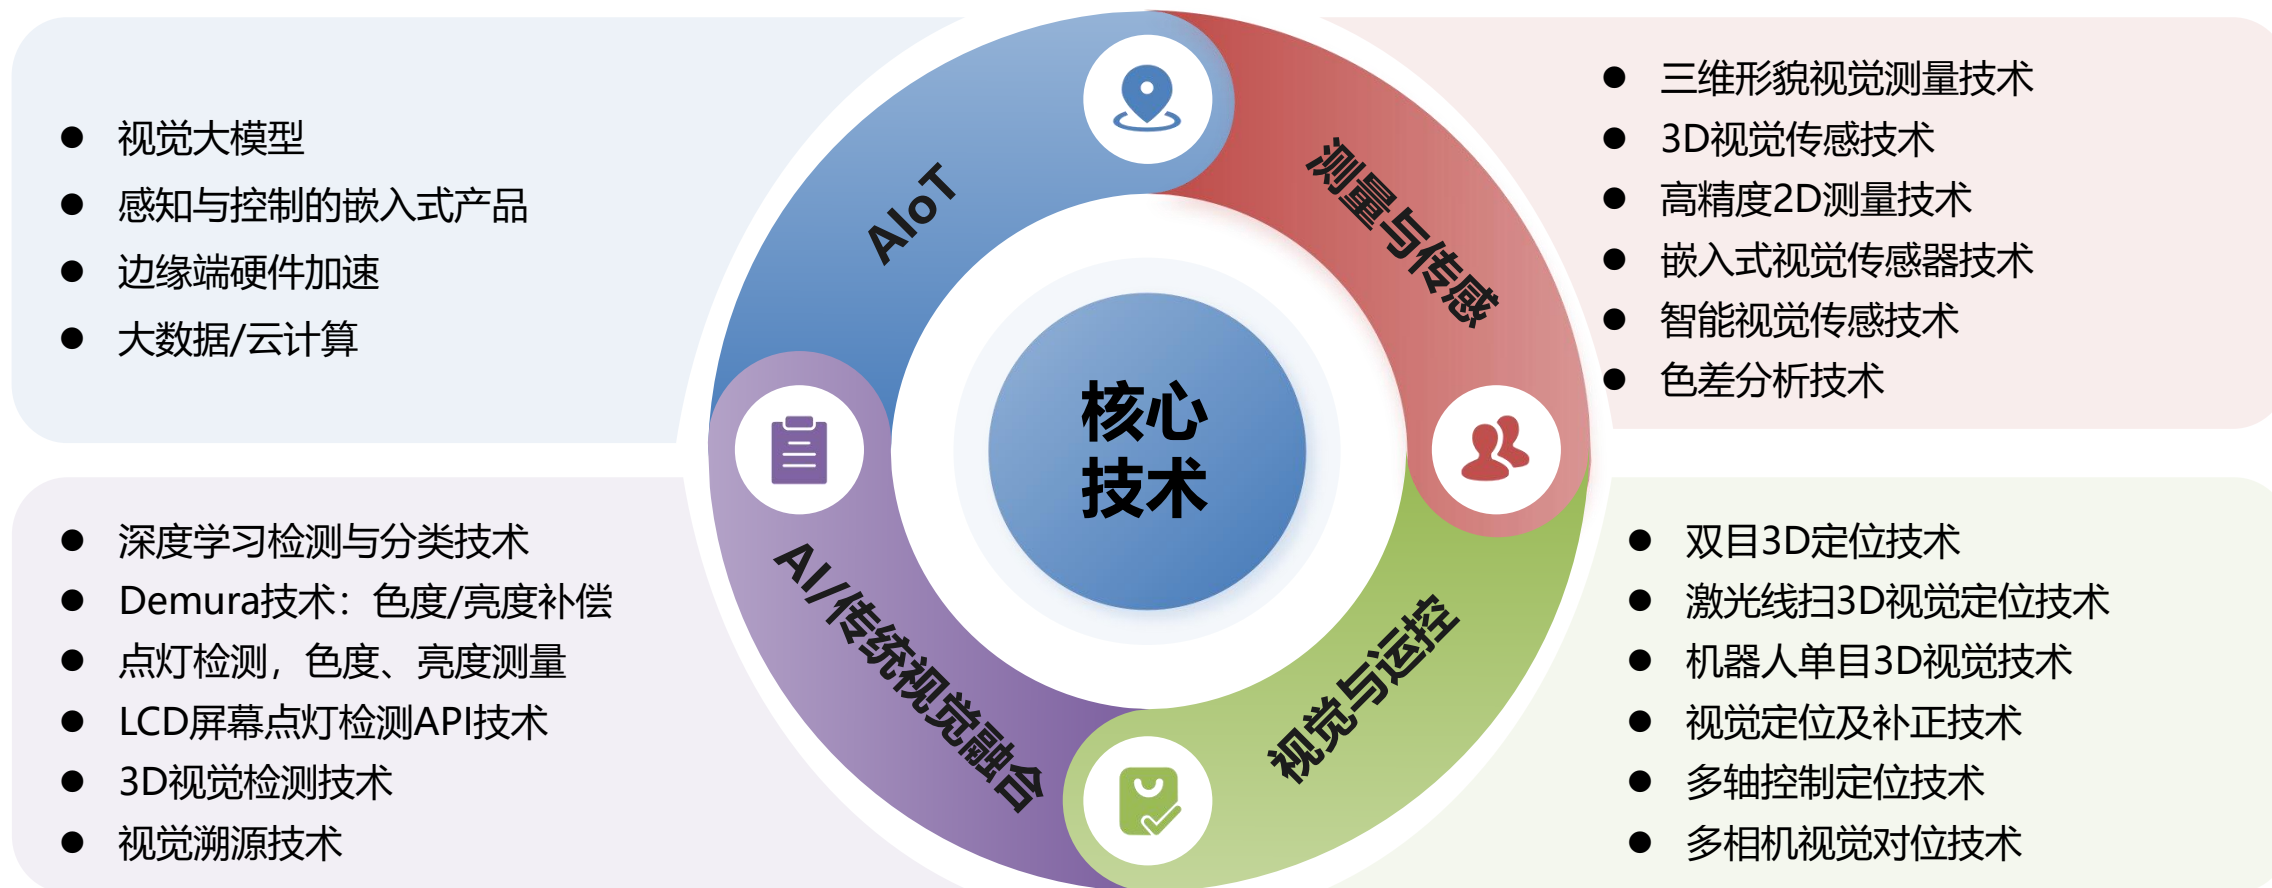 视觉大模型
感知与控制的嵌入式产品
边缘端硬件加速
大数据/云计算
AIoT
测量与传感
三维形貌视觉测量技术
3D视觉传感技术
高精度2D测量技术
嵌入式视觉传感器技术
智能视觉传感技术
色差分析技术
核心
技术
深度学习检测与分类技术
Demura技术：色度/亮度补偿
点灯检测，色度、亮度测量
LCD屏幕点灯检测API技术
3D视觉检测技术
视觉溯源技术
AI/传统视觉融合
视觉与运控
双目3D定位技术
激光线扫3D视觉定位技术
机器人单目3D视觉技术
视觉定位及补正技术
多轴控制定位技术
多相机视觉对位技术